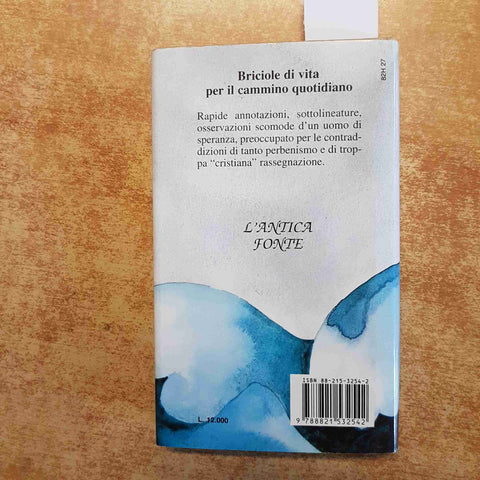 Briciole di vita
per il cammino quotidiano
Rapide annotazioni, sottolineature,
osservazioni scomode d'un uomo di
speranza, preoccupato per le contrad-
dizioni di tanto perbenismo e di trop-
pa "cristiana" rassegnazione.
L'ANTICA
FONTE
82H 27
ISBN 88-215-3254-2
9 788821 532542
L. 12.000